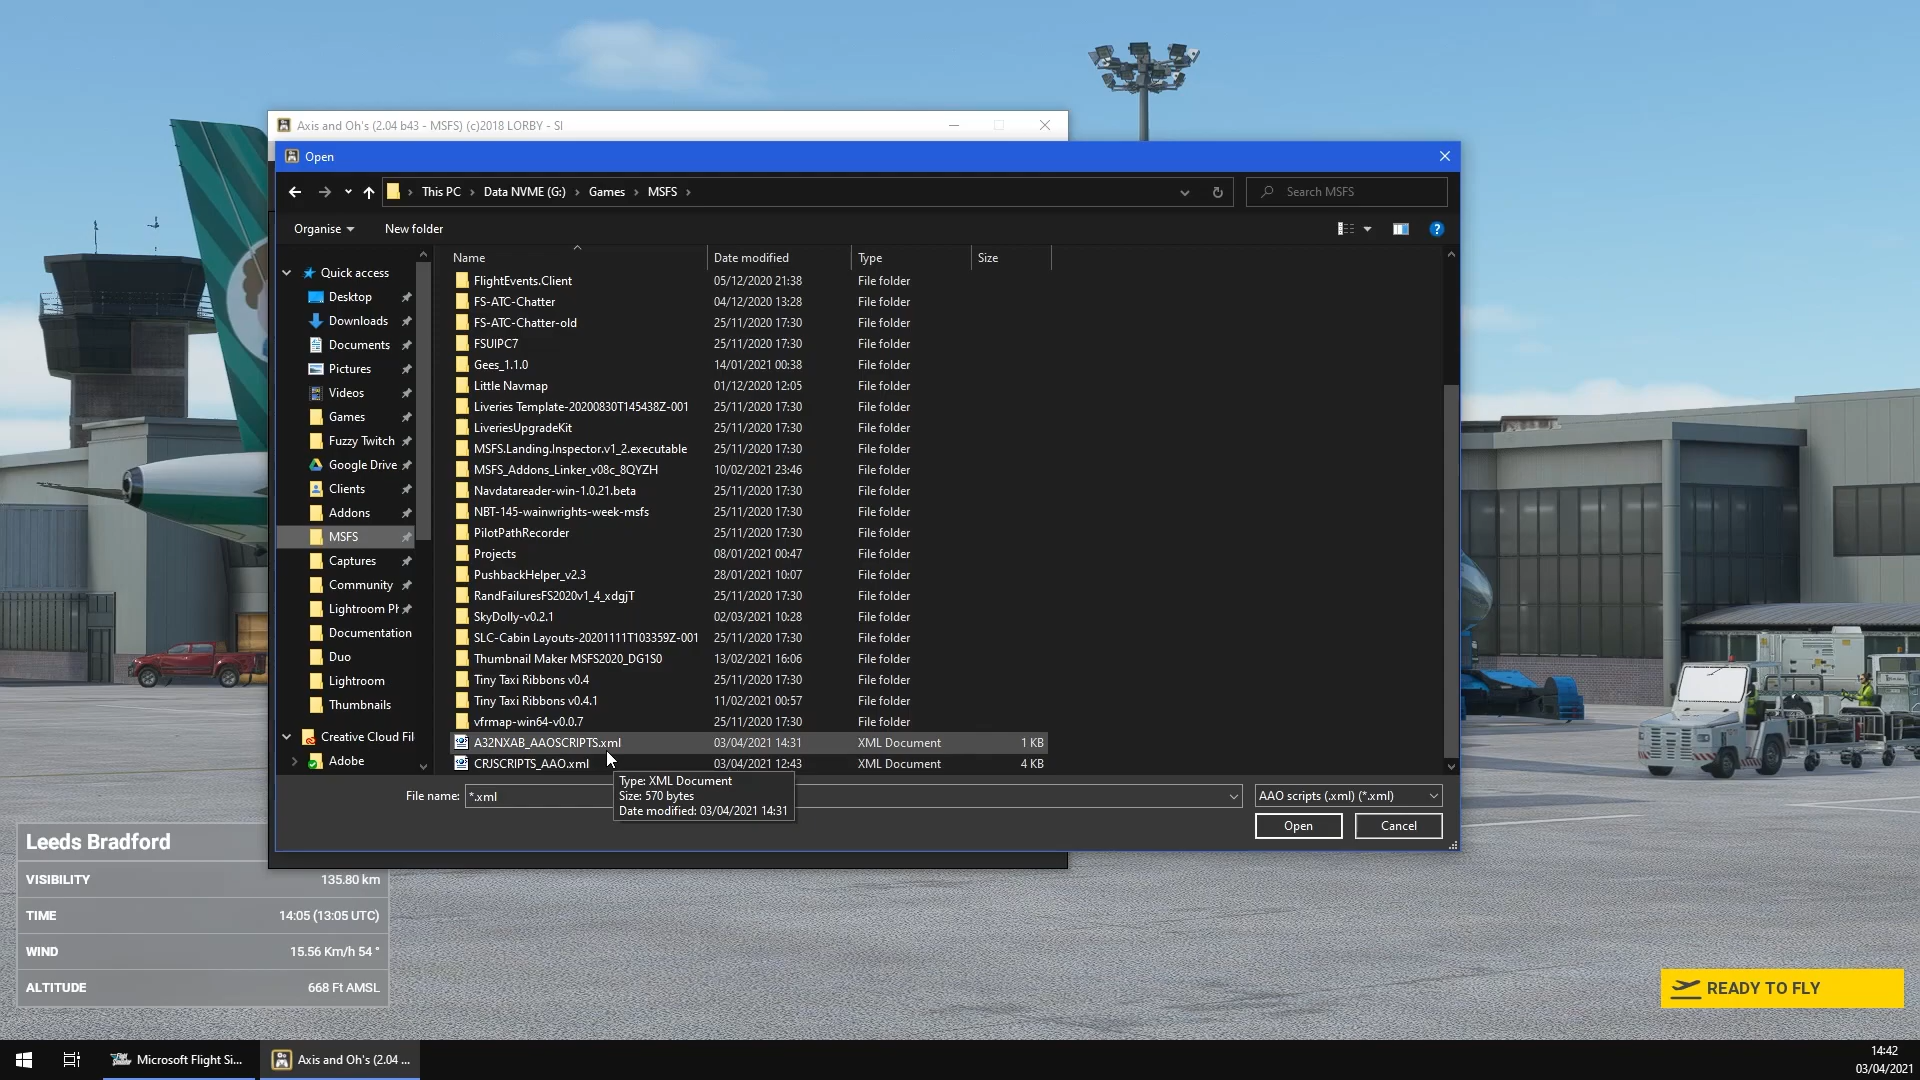 Axis and Oh's (2.04 b43 - MSFS) (c)2018 LORBY - SI
Open
This PC > Data NVME (G:) > Games > MSFS >
Search MSFS
Organise
New folder
Name Date modified Type Size
Quick access
Desktop
Downloads
Documents
Pictures
Videos
Games
Fuzzy Twitch
Google Drive
Clients
Addons
MSFS
Captures
Community
Lightroom Ph
Documentation
Duo
Lightroom
Thumbnails
Creative Cloud Fil
Adobe
FlightEvents.Client 05/12/2020 21:38 File folder
FS-ATC-Chatter 04/12/2020 13:28 File folder
FS-ATC-Chatter-old 25/11/2020 17:30 File folder
FSUIPC7 25/11/2020 17:30 File folder
Gees_1.1.0 14/01/2021 00:38 File folder
Little Navmap 01/12/2020 12:05 File folder
Liveries Template-20200830T145438Z-001 25/11/2020 17:30 File folder
LiveriesUpgradeKit 25/11/2020 17:30 File folder
MSFS.Landing.Inspector.v1_2.executable 25/11/2020 17:30 File folder
MSFS_Addons_Linker_v08c_8QYZH 10/02/2021 23:46 File folder
Navdatareader-win-1.0.21.beta 25/11/2020 17:30 File folder
NBT-145-wainwrights-week-msfs 25/11/2020 17:30 File folder
PilotPathRecorder 25/11/2020 17:30 File folder
Projects 08/01/2021 00:47 File folder
PushbackHelper_v2.3 28/01/2021 10:07 File folder
RandFailuresFS2020v1_4_xdgjT 25/11/2020 17:30 File folder
SkyDolly-v0.2.1 02/03/2021 10:28 File folder
SLC-Cabin Layouts-20201111T103359Z-001 25/11/2020 17:30 File folder
Thumbnail Maker MSFS2020_DG1S0 13/02/2021 16:06 File folder
Tiny Taxi Ribbons v0.4 25/11/2020 17:30 File folder
Tiny Taxi Ribbons v0.4.1 11/02/2021 00:57 File folder
vfrmap-win64-v0.0.7 25/11/2020 17:30 File folder
A32NXAB_AAOSCRIPTS.xml 03/04/2021 14:31 XML Document 1 KB
CRJSCRIPTS_AAO.xml 03/04/2021 12:43 XML Document 4 KB
Type: XML Document
Size: 570 bytes
Date modified: 03/04/2021 14:31
File name: *.xml
AAO scripts (.xml) (*.xml)
Open Cancel
Leeds Bradford
VISIBILITY 135.80 km
TIME 14:05 (13:05 UTC)
WIND 15.56 Km/h 54 °
ALTITUDE 668 Ft AMSL
READY TO FLY
Microsoft Flight Si...
Axis and Oh's (2.04 ...
14:42
03/04/2021